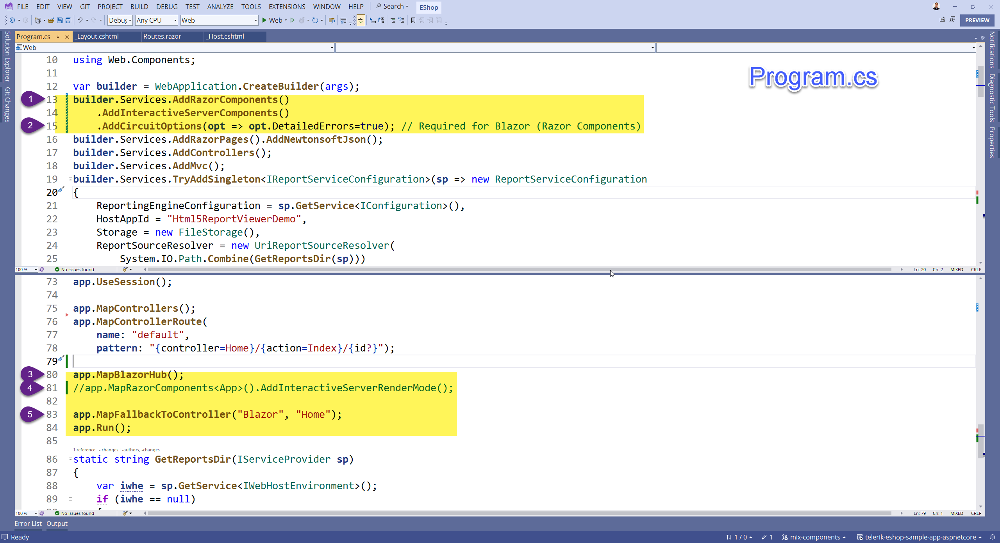 FILE EDIT VIEW GIT PROJECT BUILD DEBUG TEST ANALYZE TOOLS EXTENSIONS WINDOW HELP Search EShop
Debug Any CPU Web Web abc PREVIEW
Program.cs _Layout.cshtml Routes.razor _Host.cshtml
Web
Solution Explorer
Git Changes
Notifications
Diagnostic Tools
Properties
Program.cs
10 using Web.Components;
11
12 var builder = WebApplication.CreateBuilder(args);
1 13 builder.Services.AddRazorComponents()
14 .AddInteractiveServerComponents()
2 15 .AddCircuitOptions(opt => opt.DetailedErrors=true); // Required for Blazor (Razor Components)
16 builder.Services.AddRazorPages().AddNewtonsoftJson();
17 builder.Services.AddControllers();
18 builder.Services.AddMvc();
19 builder.Services.TryAddSingleton<IReportServiceConfiguration>(sp => new ReportServiceConfiguration
20 {
21 ReportingEngineConfiguration = sp.GetService<IConfiguration>(),
22 HostAppId = "Html5ReportViewerDemo",
23 Storage = new FileStorage(),
24 ReportSourceResolver = new UriReportSourceResolver(
25 System.IO.Path.Combine(GetReportsDir(sp)))
100 % No issues found Ln: 20 Ch: 2 MIXED CRLF
73 app.UseSession();
74
75 app.MapControllers();
76 app.MapControllerRoute(
77 name: "default",
78 pattern: "{controller=Home}/{action=Index}/{id?}");
79
3 80 app.MapBlazorHub();
4 81 //app.MapRazorComponents<App>().AddInteractiveServerRenderMode();
82
5 83 app.MapFallbackToController("Blazor", "Home");
84 app.Run();
85
1 reference | - changes | -authors, -changes
86 static string GetReportsDir(IServiceProvider sp)
87 {
88 var iwhe = sp.GetService<IWebHostEnvironment>();
89 if (iwhe == null)
100 % No issues found Ln: 79 Ch: 1 MIXED CRLF
Error List Output
Ready 1 / 0 1 mix-components telerik-eshop-sample-app-aspnetcore